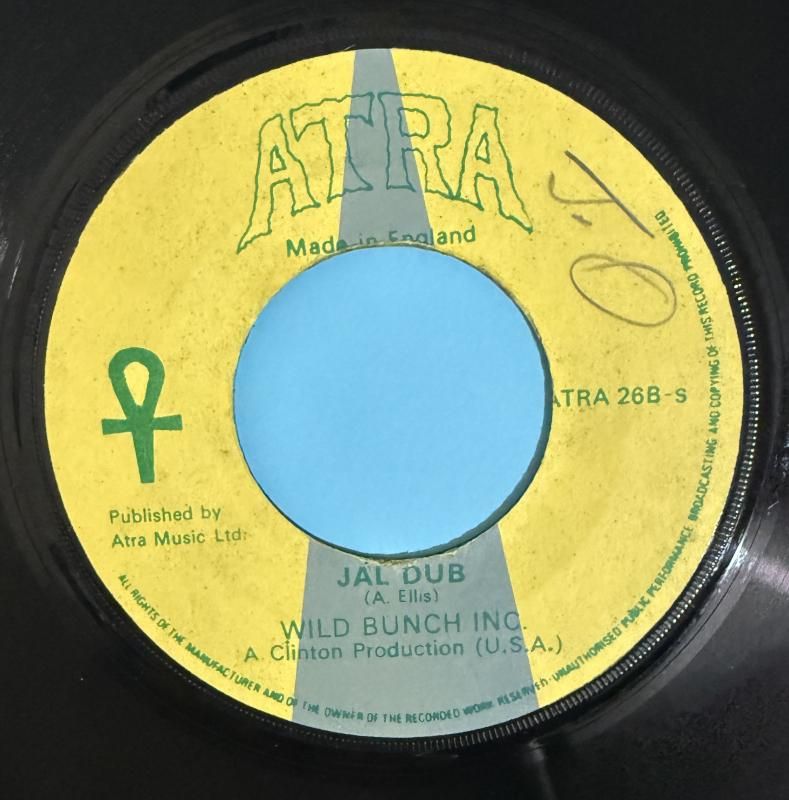 ATRA
Made in England
J.O
ATRA 26B-S
Published by
Atra Music Ltd.
JAL DUB
(A. Ellis)
WILD BUNCH INC.
A Clinton Production (U.S.A.)
ALL RIGHTS OF THE MANUFACTURER AND OF THE OWNER OF THE RECORDED WORK RESERVED · UNAUTHORISED PUBLIC PERFORMANCE BROADCASTING AND COPYING OF THIS RECORD PROHIBITED